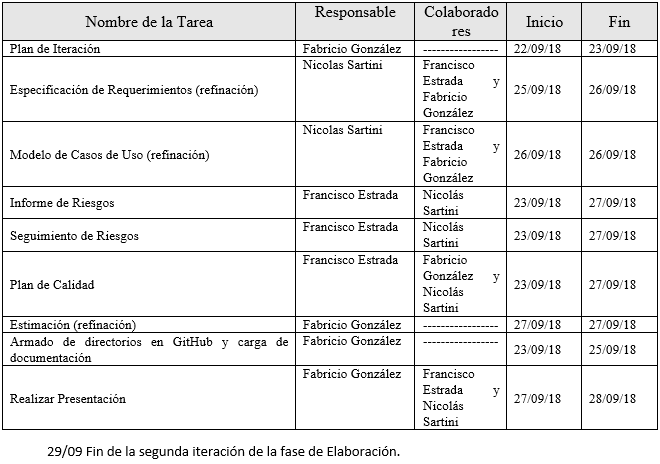 Nombre de la Tarea Responsable Colaborado
res Inicio Fin
Plan de Iteración Fabricio González ----------------- 22/09/18 23/09/18
Especificación de Requerimientos (refinación) Nicolas Sartini Francisco
Estrada y
Fabricio
González 25/09/18 26/09/18
Modelo de Casos de Uso (refinación) Nicolas Sartini Francisco
Estrada y
Fabricio
González 26/09/18 26/09/18
Informe de Riesgos Francisco Estrada Nicolás
Sartini 23/09/18 27/09/18
Seguimiento de Riesgos Francisco Estrada Nicolás
Sartini 23/09/18 27/09/18
Plan de Calidad Francisco Estrada Fabricio
González y
Nicolás
Sartini 23/09/18 27/09/18
Estimación (refinación) Fabricio González ----------------- 27/09/18 27/09/18
Armado de directorios en GitHub y carga de
documentación Fabricio González ----------------- 23/09/18 25/09/18
Realizar Presentación Fabricio González Francisco
Estrada y
Nicolás
Sartini 27/09/18 28/09/18
29/09 Fin de la segunda iteración de la fase de Elaboración.